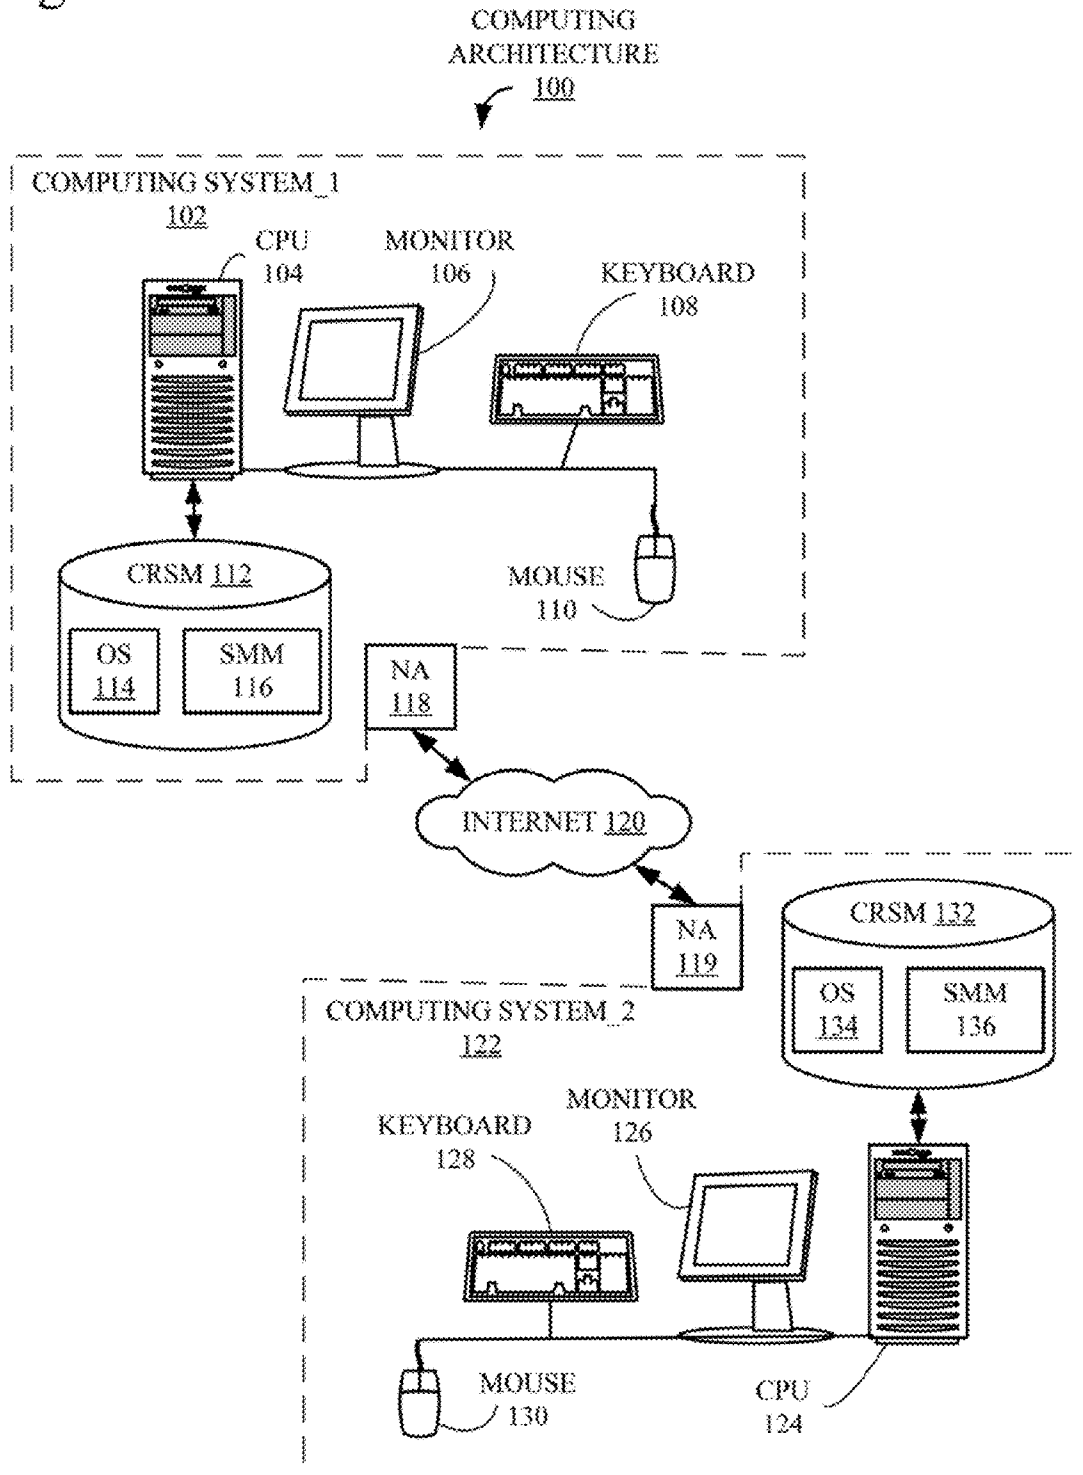 COMPUTING
ARCHITECTURE
100
COMPUTING SYSTEM_1
102
CPU
104
MONITOR
106
KEYBOARD
108
MOUSE
110
CRSM 112
OS
114
SMM
116
NA
118
INTERNET 120
NA
119
CRSM 132
OS
134
SMM
136
COMPUTING SYSTEM_2
122
MONITOR
126
KEYBOARD
128
MOUSE
130
CPU
124